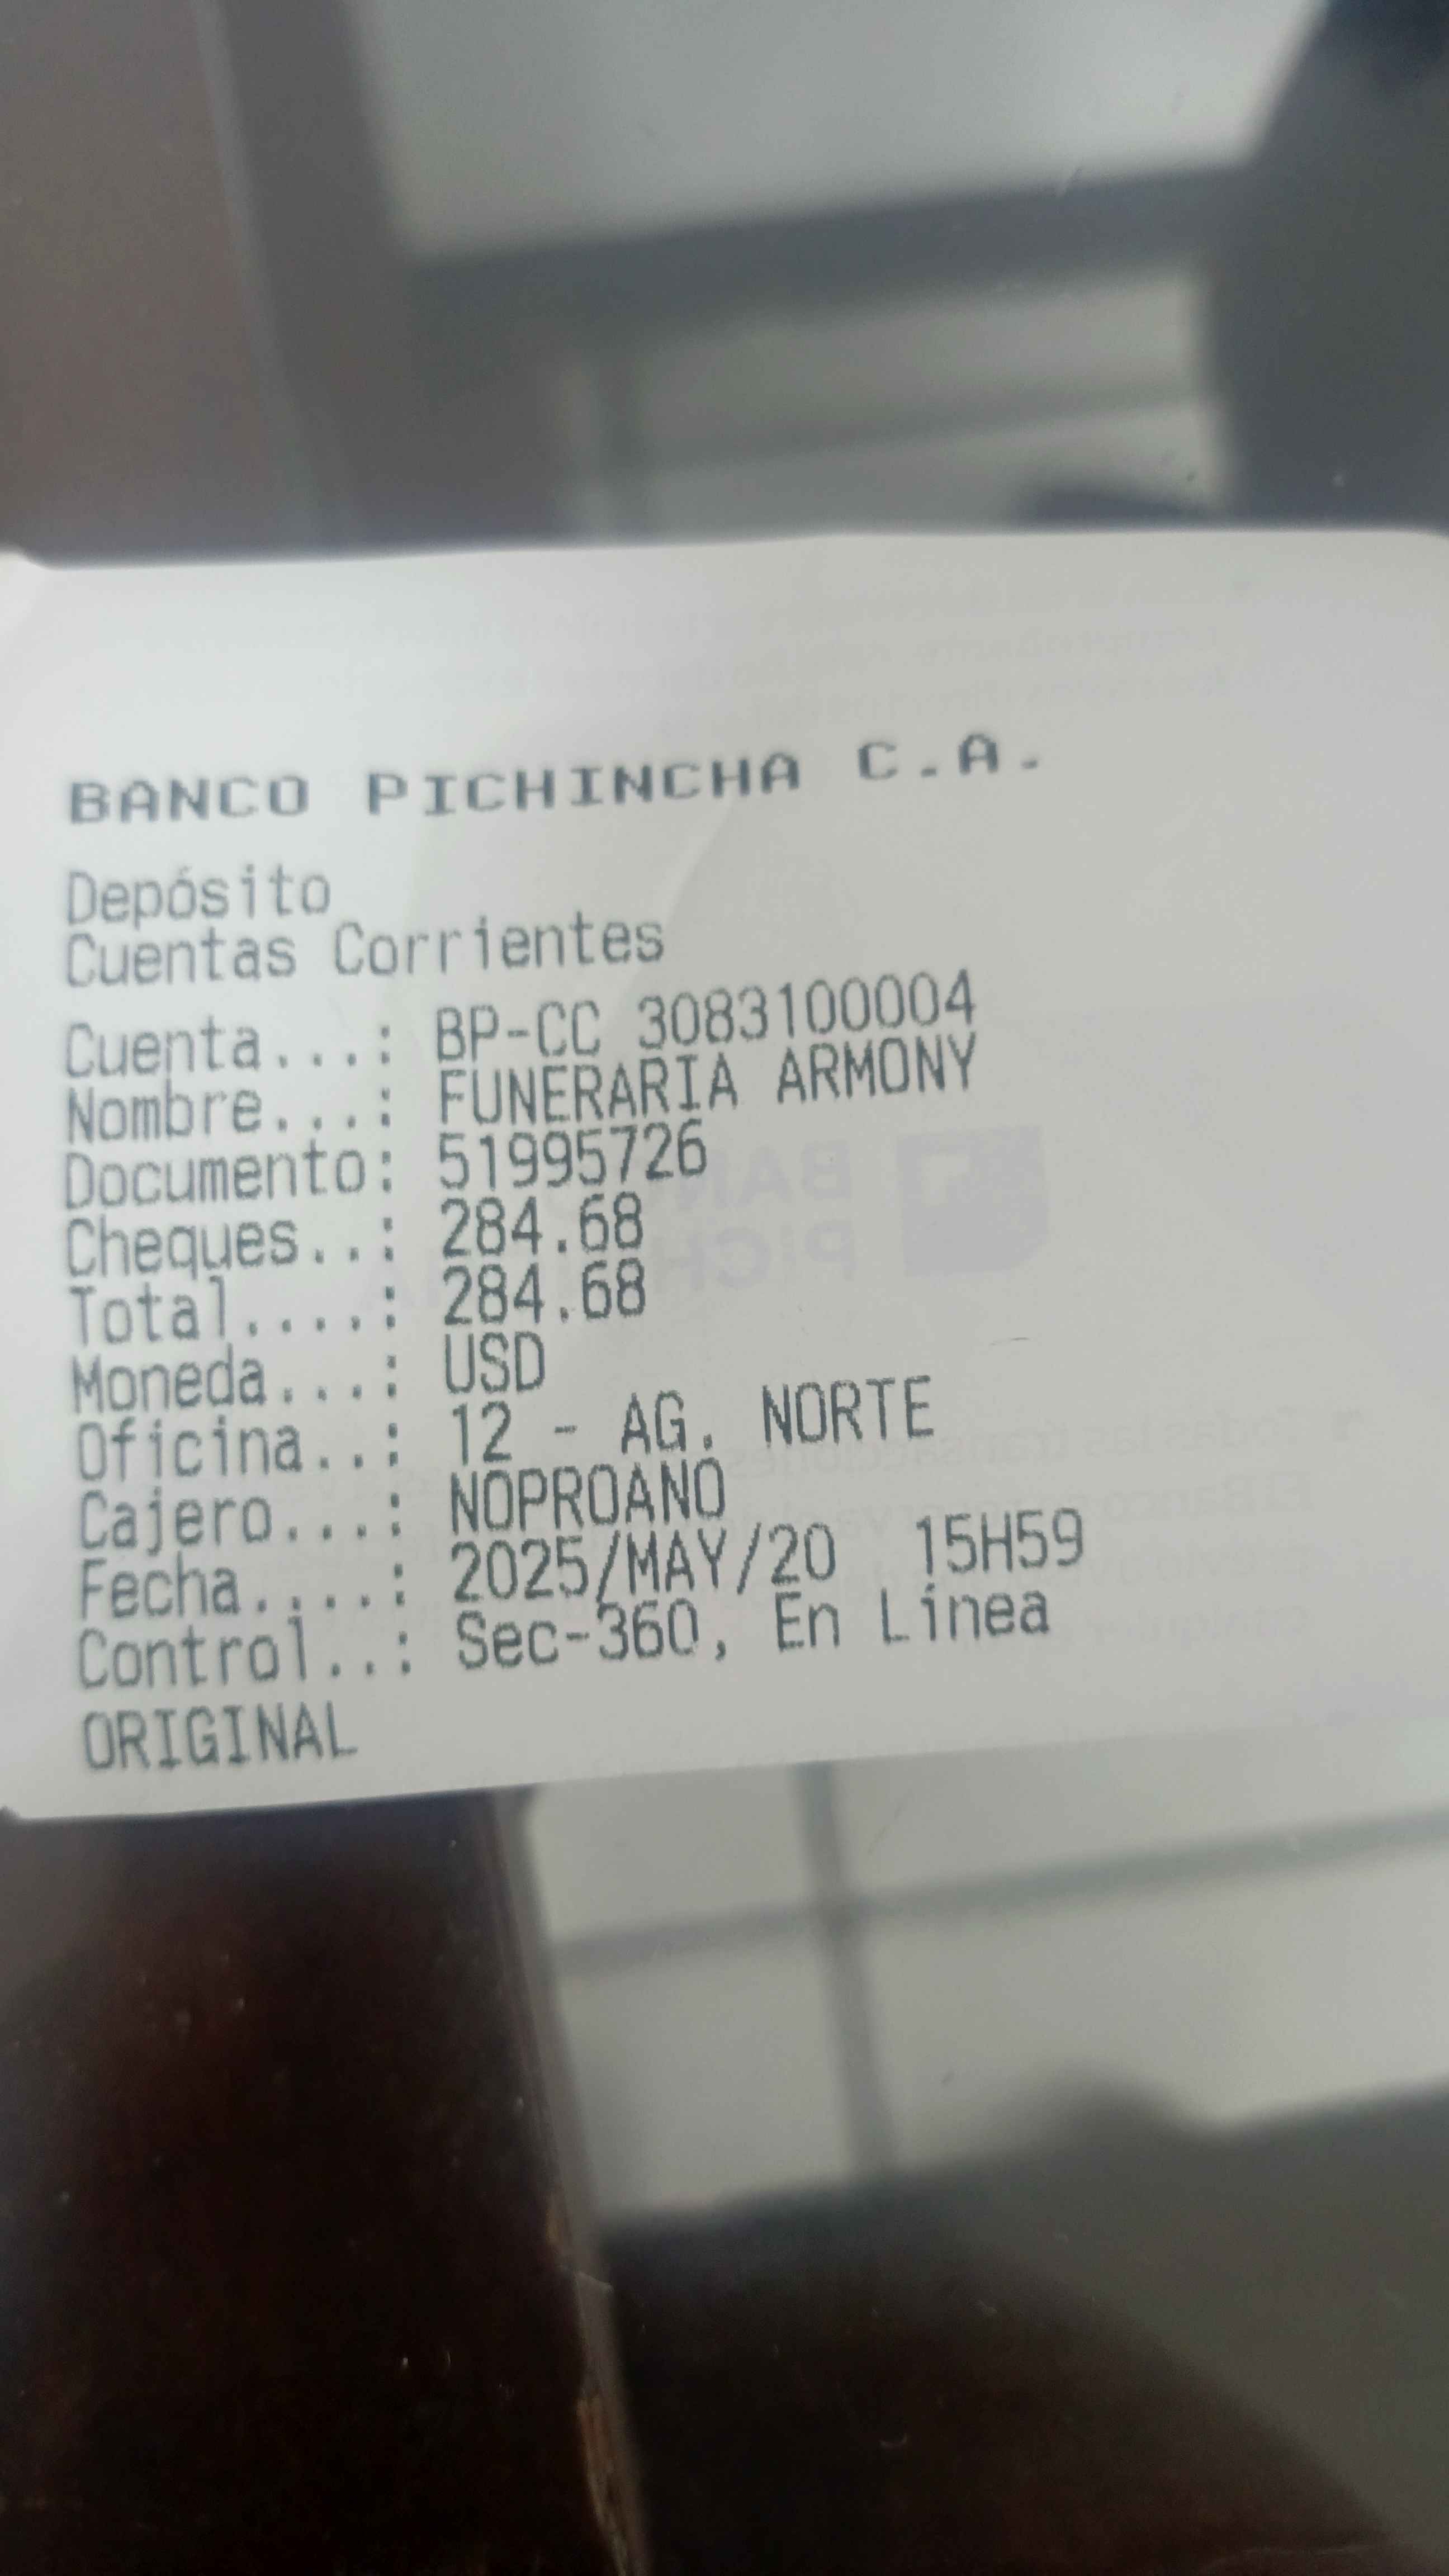 BANCO PICHINCHA C.A.
Depósito
Cuentas Corrientes
Cuenta...: BP-CC 3083100004
Nombre...: FUNERARIA ARMONY
Documento: 51995726
Cheques..: 284.68
Total....: 284.68
Moneda...: USD
Oficina..: 12 - AG. NORTE
Cajero...: NOPROANO
Fecha....: 2025/MAY/20 15H59
Control..: Sec-360, En Línea
ORIGINAL